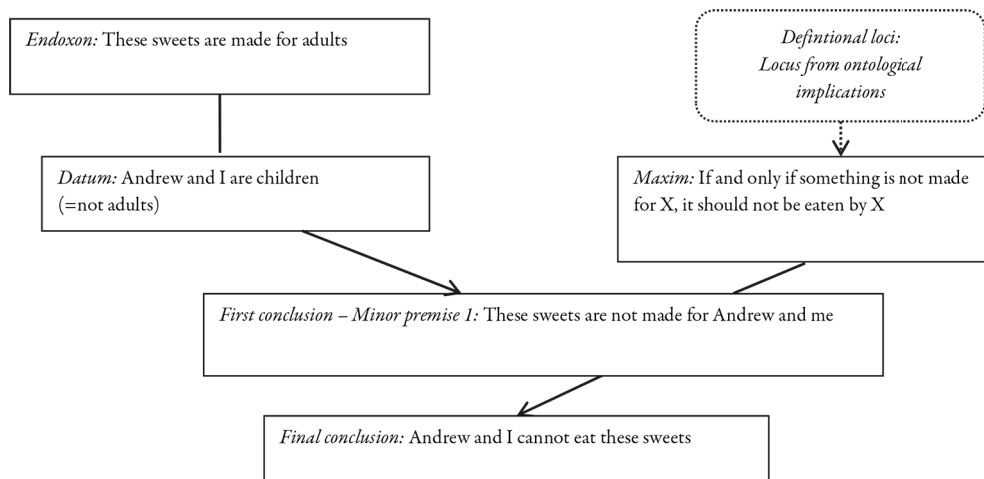 Endoxon: These sweets are made for adults
Defintional loci:
Locus from ontological
implications
Datum: Andrew and I are children
(=not adults)
Maxim: If and only if something is not made
for X, it should not be eaten by X
First conclusion – Minor premise 1: These sweets are not made for Andrew and me
Final conclusion: Andrew and I cannot eat these sweets